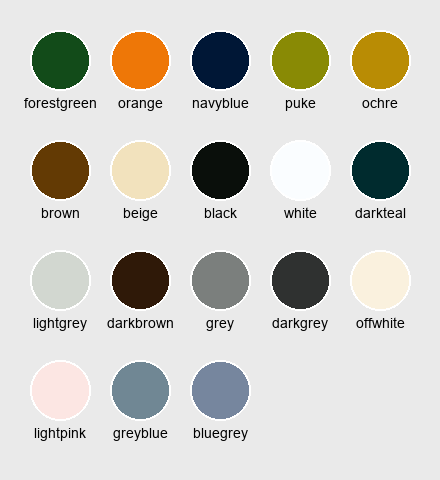 forestgreen orange navyblue puke ochre
brown beige black white darkteal
lightgrey darkbrown grey darkgrey offwhite
lightpink greyblue bluegrey